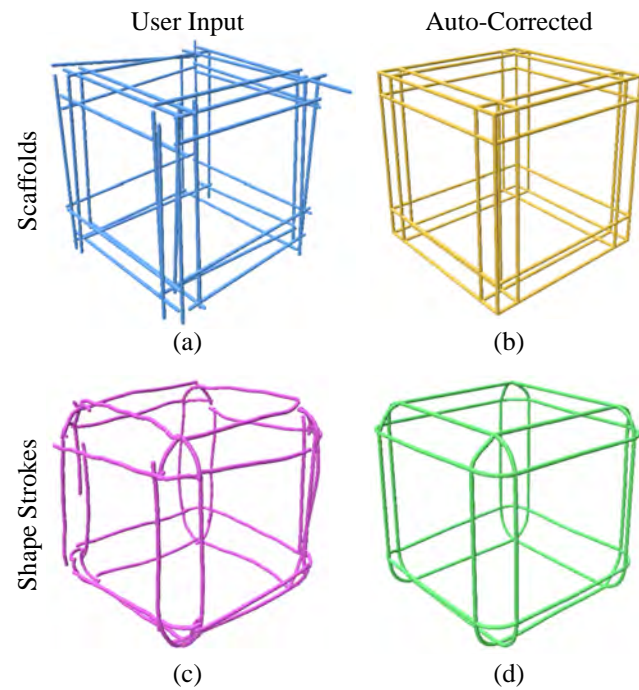 User Input
Auto-Corrected
Scaffolds
(a)
(b)
Shape Strokes
(c)
(d)